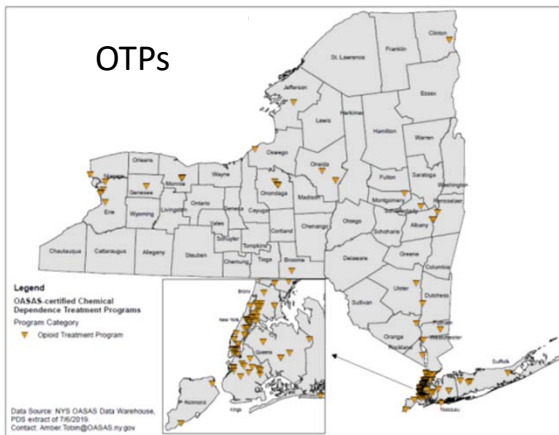 OTPs
Clinton
Franklin
St. Lawrence
Essex
Jefferson
Lewis
Herkimer
Hamilton
Warren
Oswego
Oneida
Washington
Orleans
Niagara
Monroe
Wayne
Fulton
Saratoga
Genesee
Onondaga
Madison
Montgomery
Rensselaer
Schenectady
Erie
Wyoming
Livingston
Ontario
Seneca
Cayuga
Otsego
Albany
Yates
Cortland
Chenango
Schoharie
Schuyler
Tompkins
Chautauqua
Cattaraugus
Allegany
Steuben
Chemung
Tioga
Broome
Delaware
Greene
Columbia
Ulster
Dutchess
Sullivan
Putnam
Orange
Westchester
Rockland
Suffolk
Nassau
Bronx
New York
Queens
Richmond
Kings
Legend
OASAS-certified Chemical
Dependence Treatment Programs
Program Category
Opioid Treatment Program
Data Source: NYS OASAS Data Warehouse,
PDS extract of 7/6/2019.
Contact: Amber.Tobin@OASAS.ny.gov